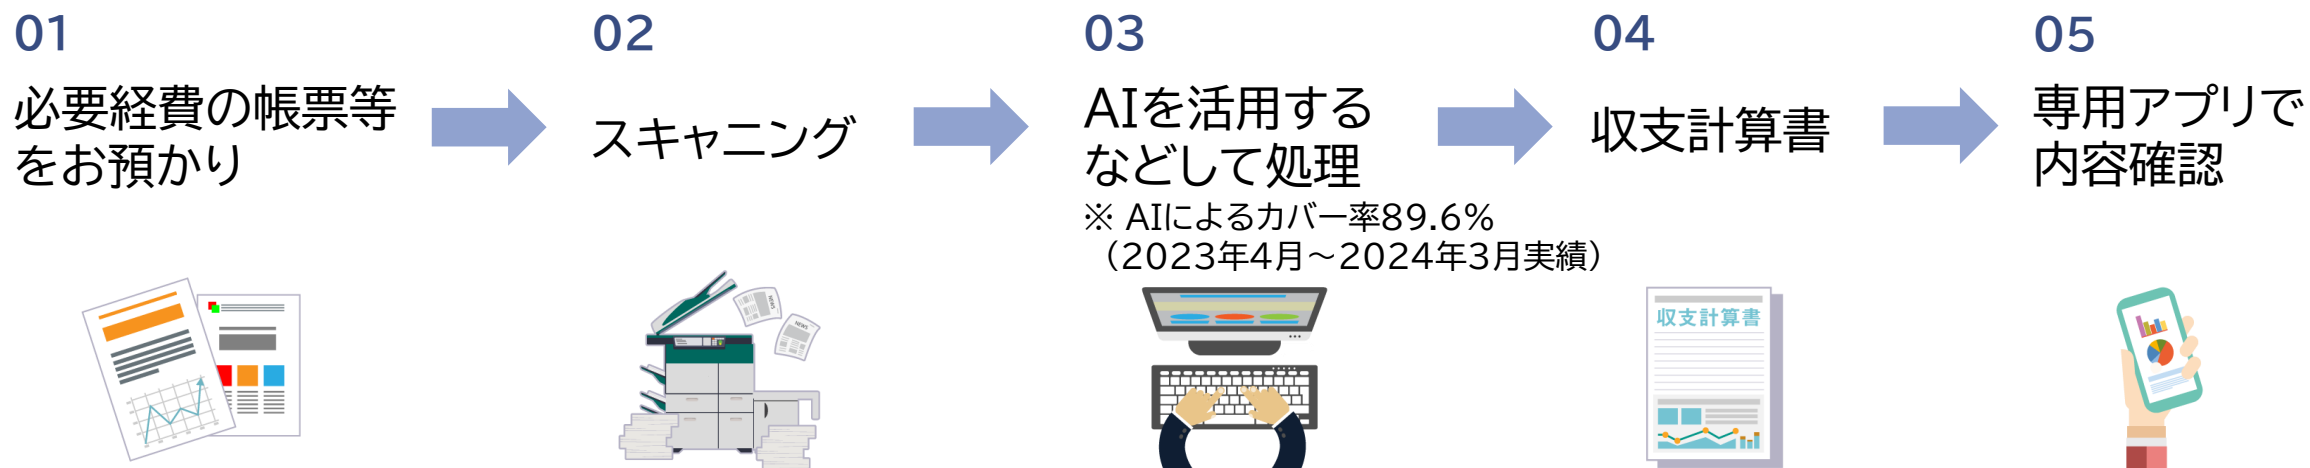 01
必要経費の帳票等
をお預かり
02
スキャニング
NEWS
NEWS
03
AIを活用する
などして処理
※ AIによるカバー率89.6%
（2023年4月～2024年3月実績）
04
収支計算書
収支計算書
05
専用アプリで
内容確認